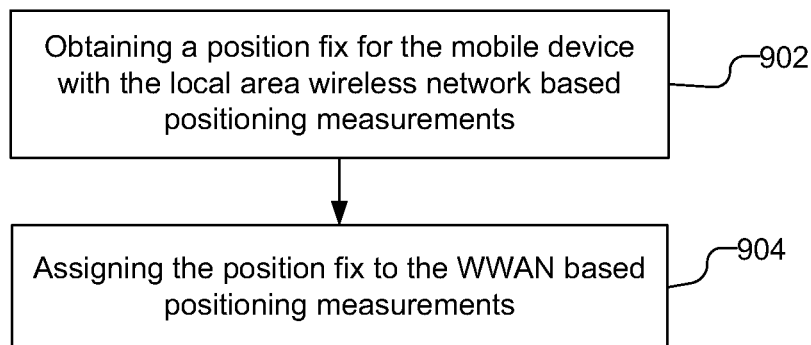 Obtaining a position fix for the mobile device
with the local area wireless network based
positioning measurements
902
Assigning the position fix to the WWAN based
positioning measurements
904